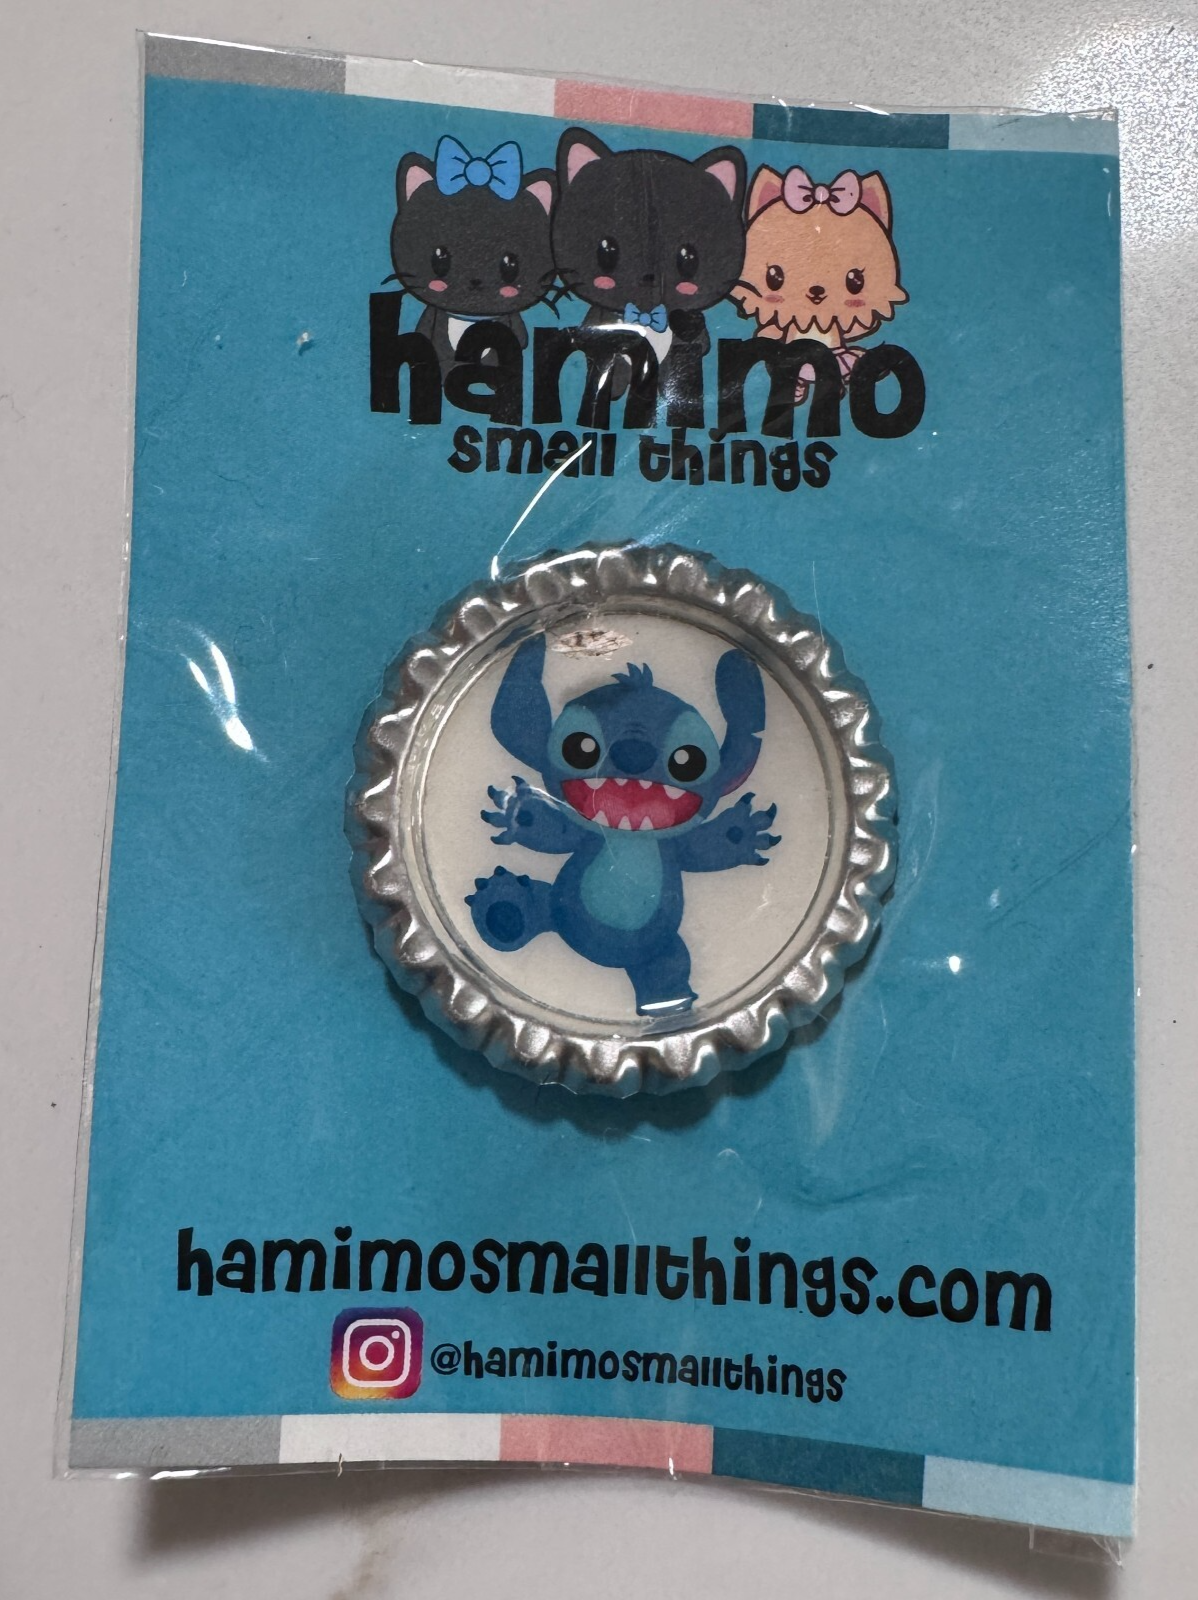 hamimo
small things
hamimosmallthings.com
@hamimosmallthings